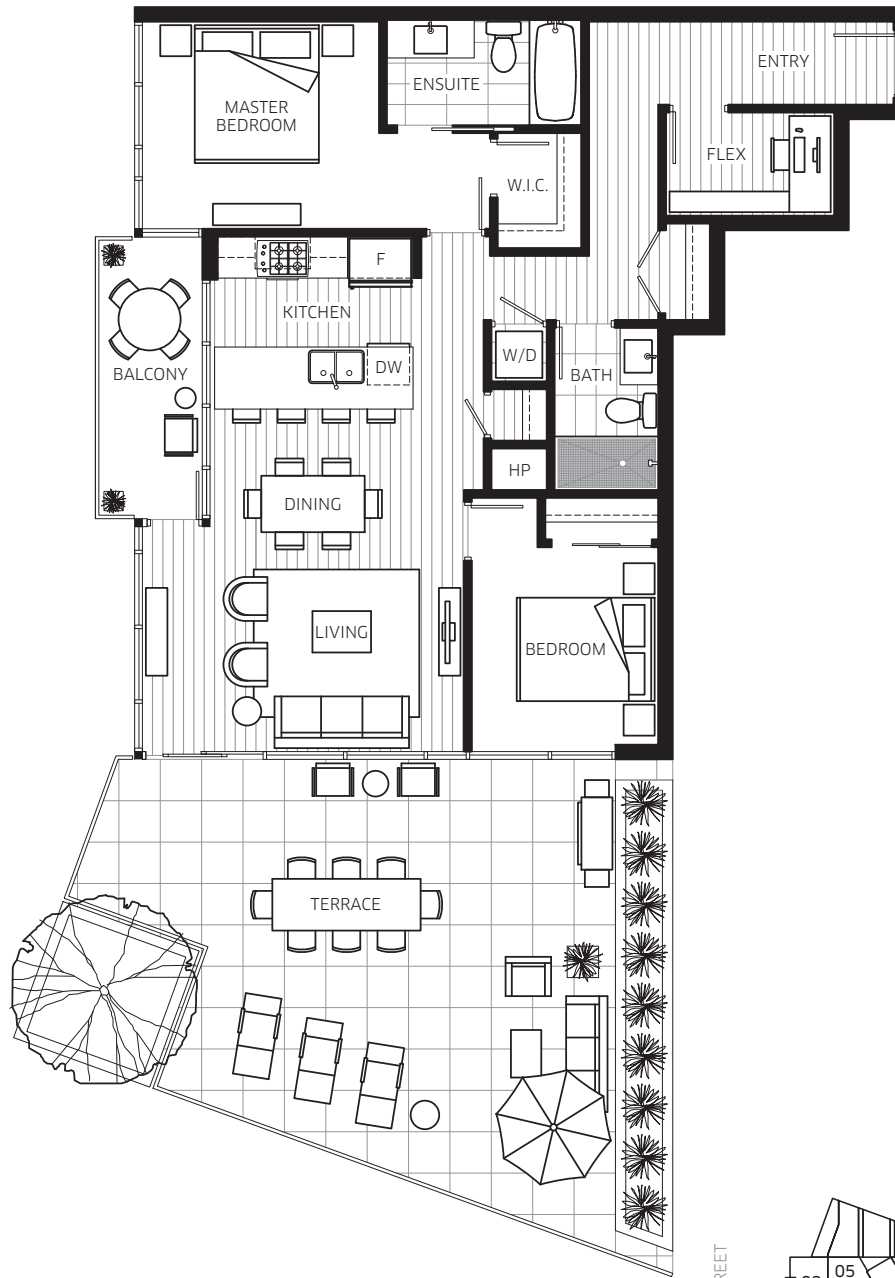 ENTRY
ENSUITE
MASTER
BEDROOM
FLEX
W.I.C.
F
KITCHEN
W/D
DW
BALCONY
BATH
HP
DINING
LIVING
BEDROOM
TERRACE
05